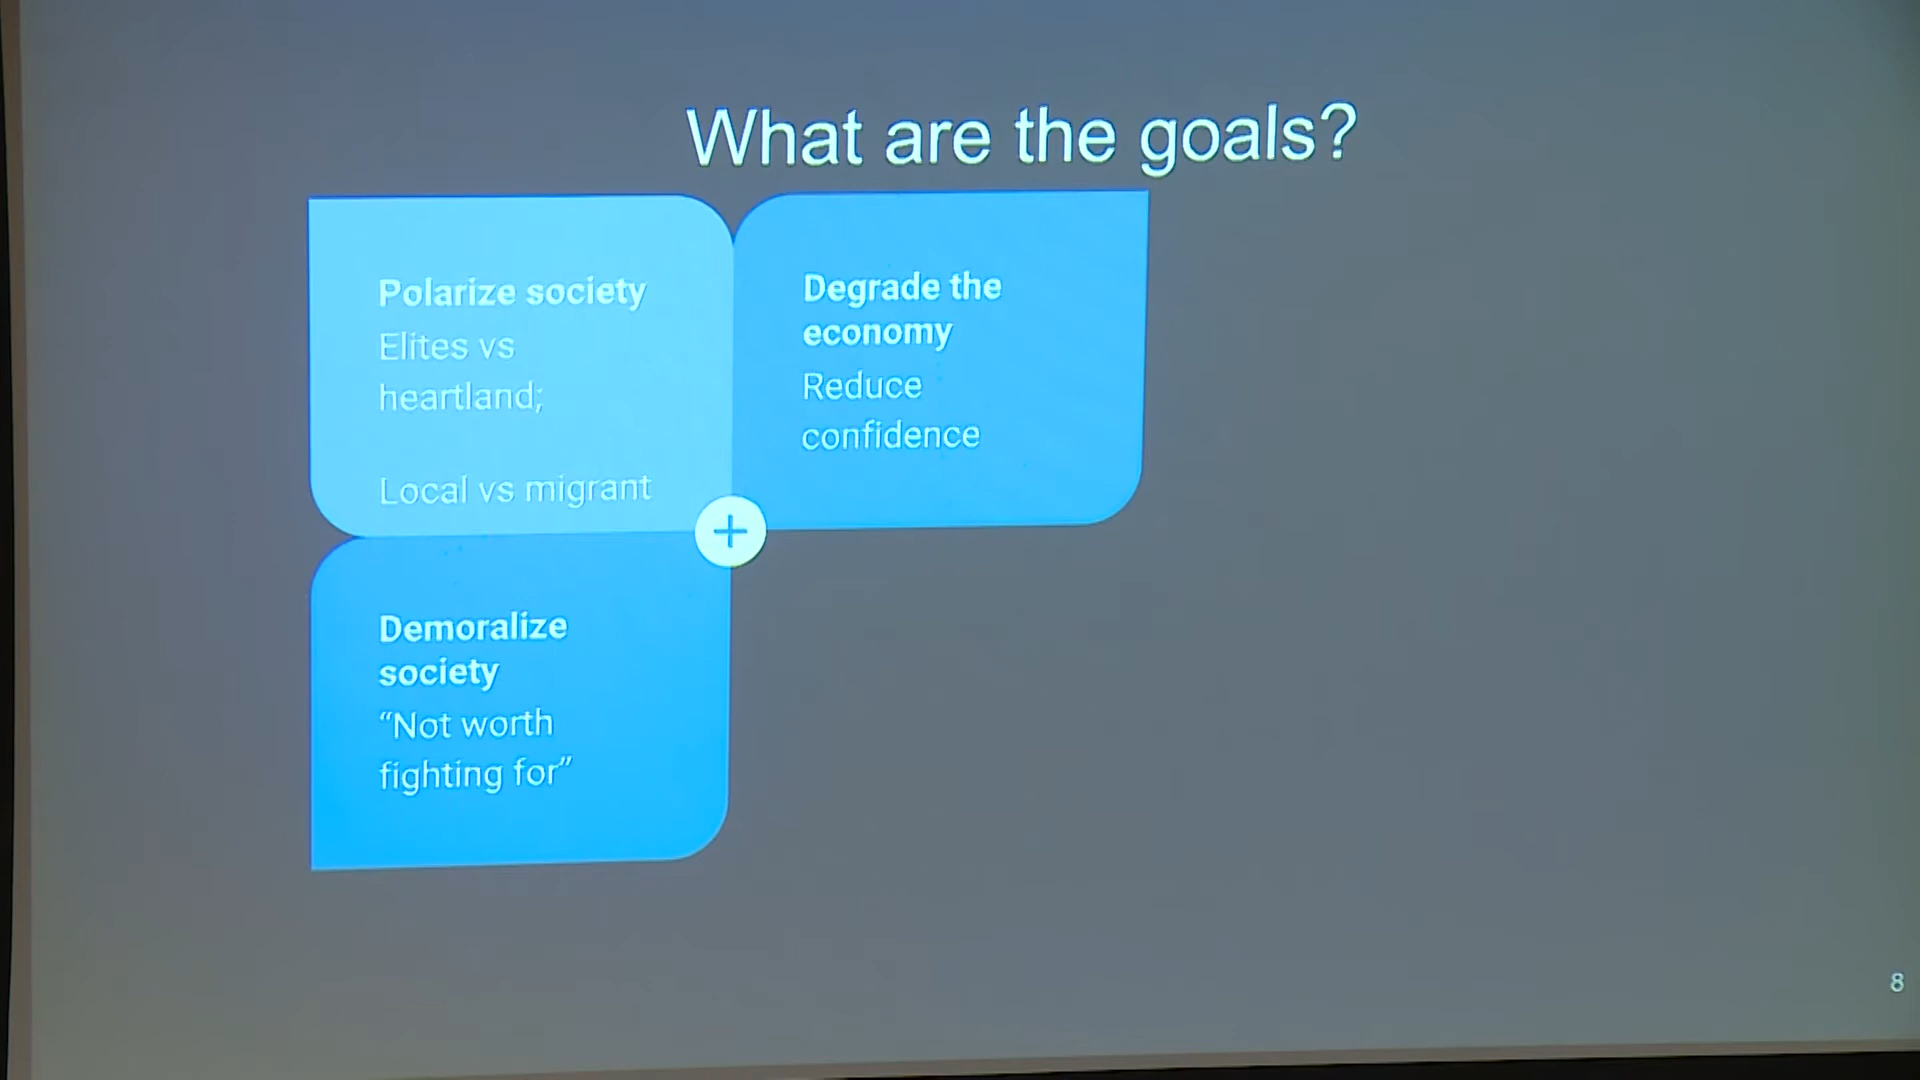 What are the goals?
Polarize society
Elites vs
heartland;
Local vs migrant
Degrade the
economy
Reduce
confidence
+
Demoralize
society
“Not worth
fighting for”
8